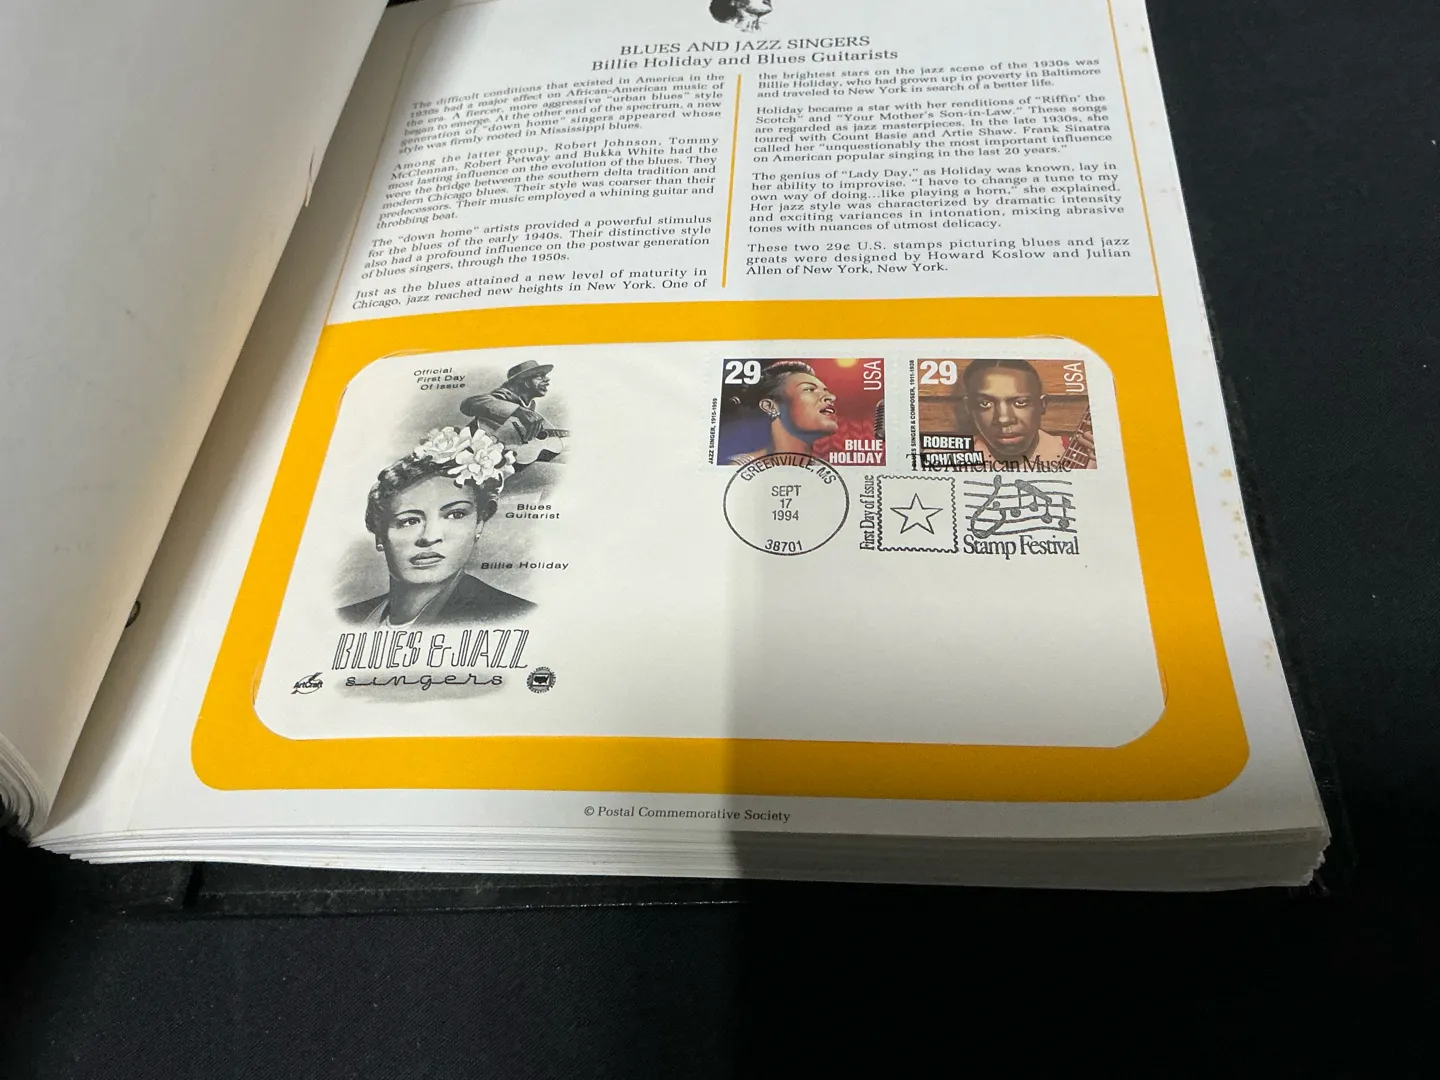 BLUES AND JAZZ SINGERS
Billie Holiday and Blues Guitarists
The difficult conditions that existed in America in the
1930s had a major effect on African-American music of
the era. A fiercer, more aggressive "urban blues" style
began to emerge. At the other end of the spectrum, a new
generation of "down home" singers appeared whose
style was firmly rooted in Mississippi blues.
Among the latter group, Robert Johnson, Tommy
McClennan, Robert Petway and Bukka White had the
most lasting influence on the evolution of the blues. They
were the bridge between the southern delta tradition and
modern Chicago blues. Their style was coarser than their
predecessors. Their music employed a whining guitar and
throbbing beat.
The "down home" artists provided a powerful stimulus
for the blues of the early 1940s. Their distinctive style
also had a profound influence on the postwar generation
of blues singers, through the 1950s.
Just as the blues attained a new level of maturity in
Chicago, jazz reached new heights in New York. One of
the brightest stars on the jazz scene of the 1930s was
Billie Holiday, who had grown up in poverty in Baltimore
and traveled to New York in search of a better life.
Holiday became a star with her renditions of "Riffin' the
Scotch" and "Your Mother's Son-in-Law." These songs
are regarded as jazz masterpieces. In the late 1930s, she
toured with Count Basie and Artie Shaw. Frank Sinatra
called her "unquestionably the most important influence
on American popular singing in the last 20 years."
The genius of "Lady Day," as Holiday was known, lay in
her ability to improvise. "I have to change a tune to my
own way of doing...like playing a horn," she explained.
Her jazz style was characterized by dramatic intensity
and exciting variances in intonation, mixing abrasive
tones with nuances of utmost delicacy.
These two 29¢ U.S. stamps picturing blues and jazz
greats were designed by Howard Koslow and Julian
Allen of New York, New York.
Official
First Day
Of Issue
Blues
Guitarist
Billie Holiday
BLUES & JAZZ
singers
ArtCraft
29
USA
JAZZ SINGER, 1915-1959
BILLIE
HOLIDAY
29
USA
BLUES SINGER & COMPOSER, 1911-1938
ROBERT
JOHNSON
GREENVILLE, MS
SEPT
17
1994
38701
First Day of Issue
The American Music
Stamp Festival
© Postal Commemorative Society